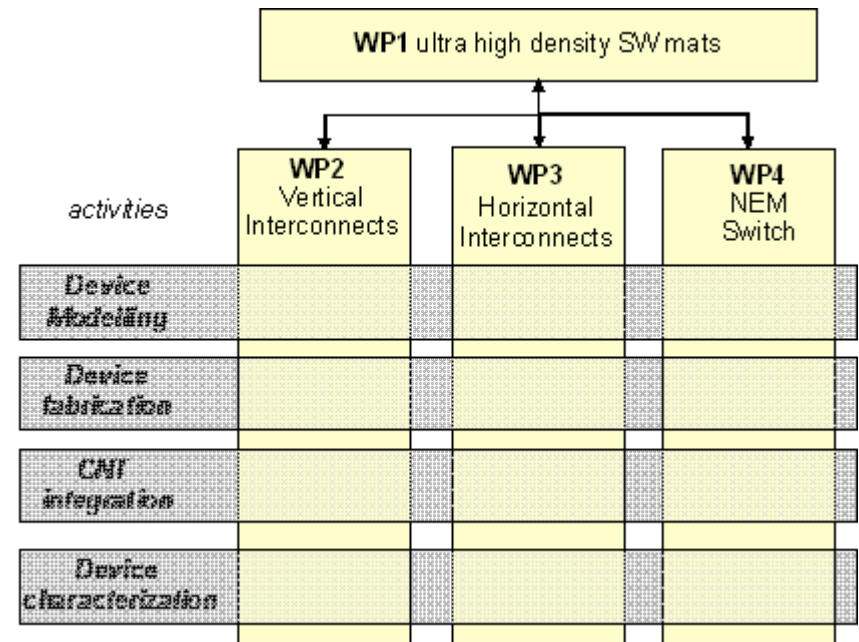 WP1 ultra high density SW mats
WP2
Vertical
Interconnects
WP3
Horizontal
Interconnects
WP4
NEM
Switch
activities
Device
Modelling
Device
fabrication
CNT
integration
Device
characterization